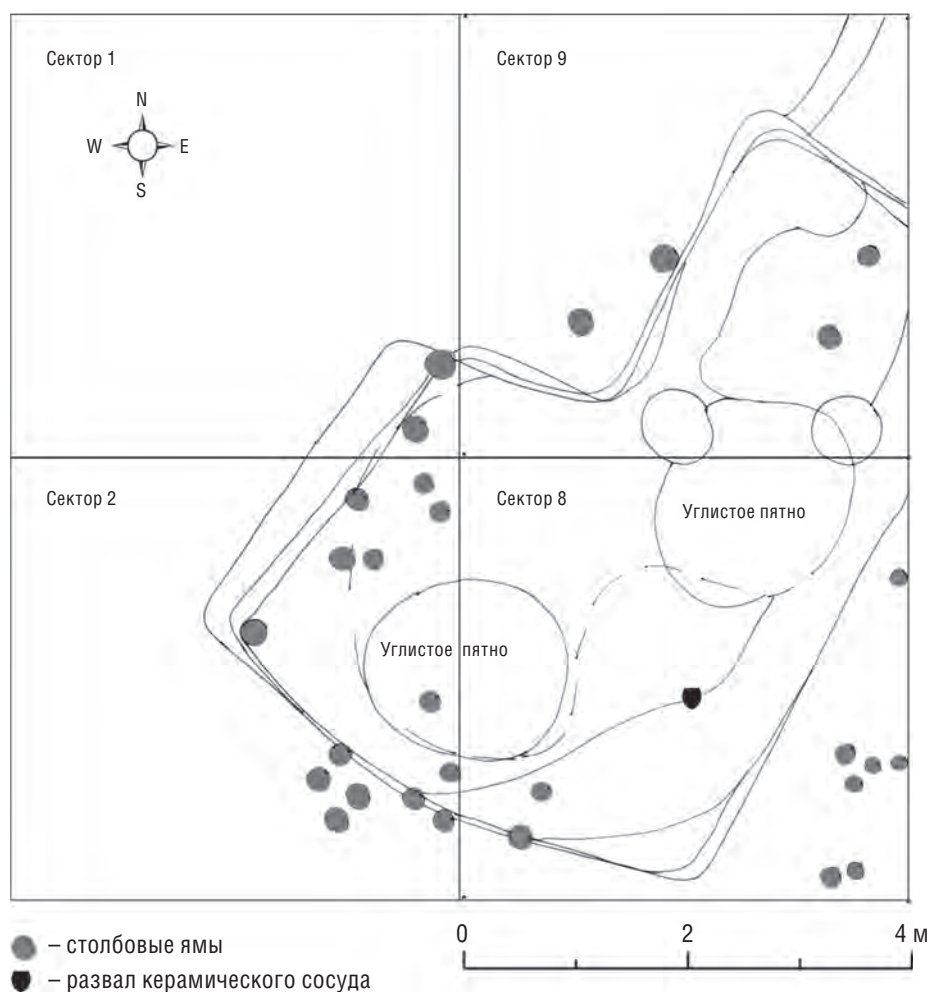 Сектор 1
Сектор 9
N
W E
S
Сектор 2
Сектор 8
Углистое пятно
Углистое пятно
– столбовые ямы
– развал керамического сосуда
0 2 4 м